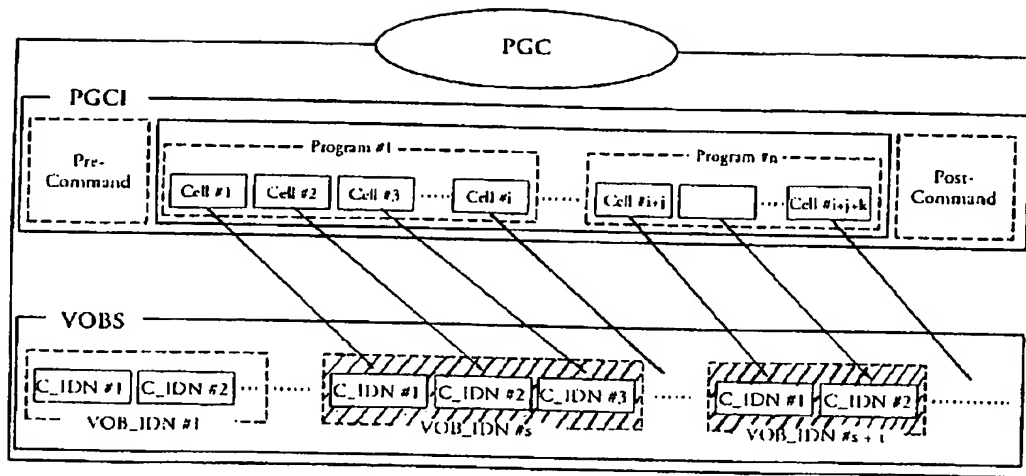 PGC
PGCI
Pre-
Command
Program #1
Cell #1
Cell #2
Cell #3
Cell #i
Program #n
Cell #i+j
Cell #i+j+k
Post-
Command
VOBS
C_IDN #1
C_IDN #2
VOB_IDN #1
C_IDN #1
C_IDN #2
C_IDN #3
VOB_IDN #s
C_IDN #1
C_IDN #2
VOB_IDN #s + t